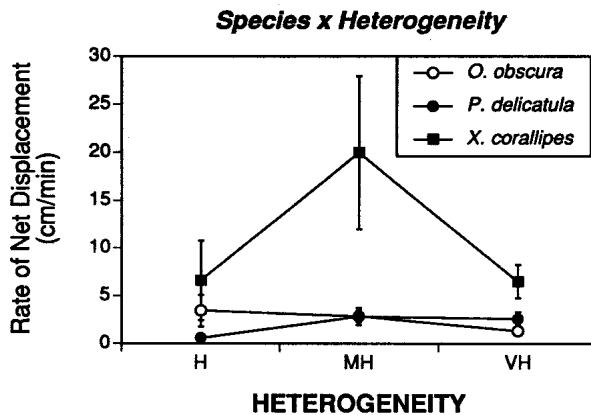 Species x Heterogeneity
Rate of Net Displacement
(cm/min)
30
25
20
15
10
5
0
O. obscura
P. delicatula
X. corallipes
H
MH
VH
HETEROGENEITY